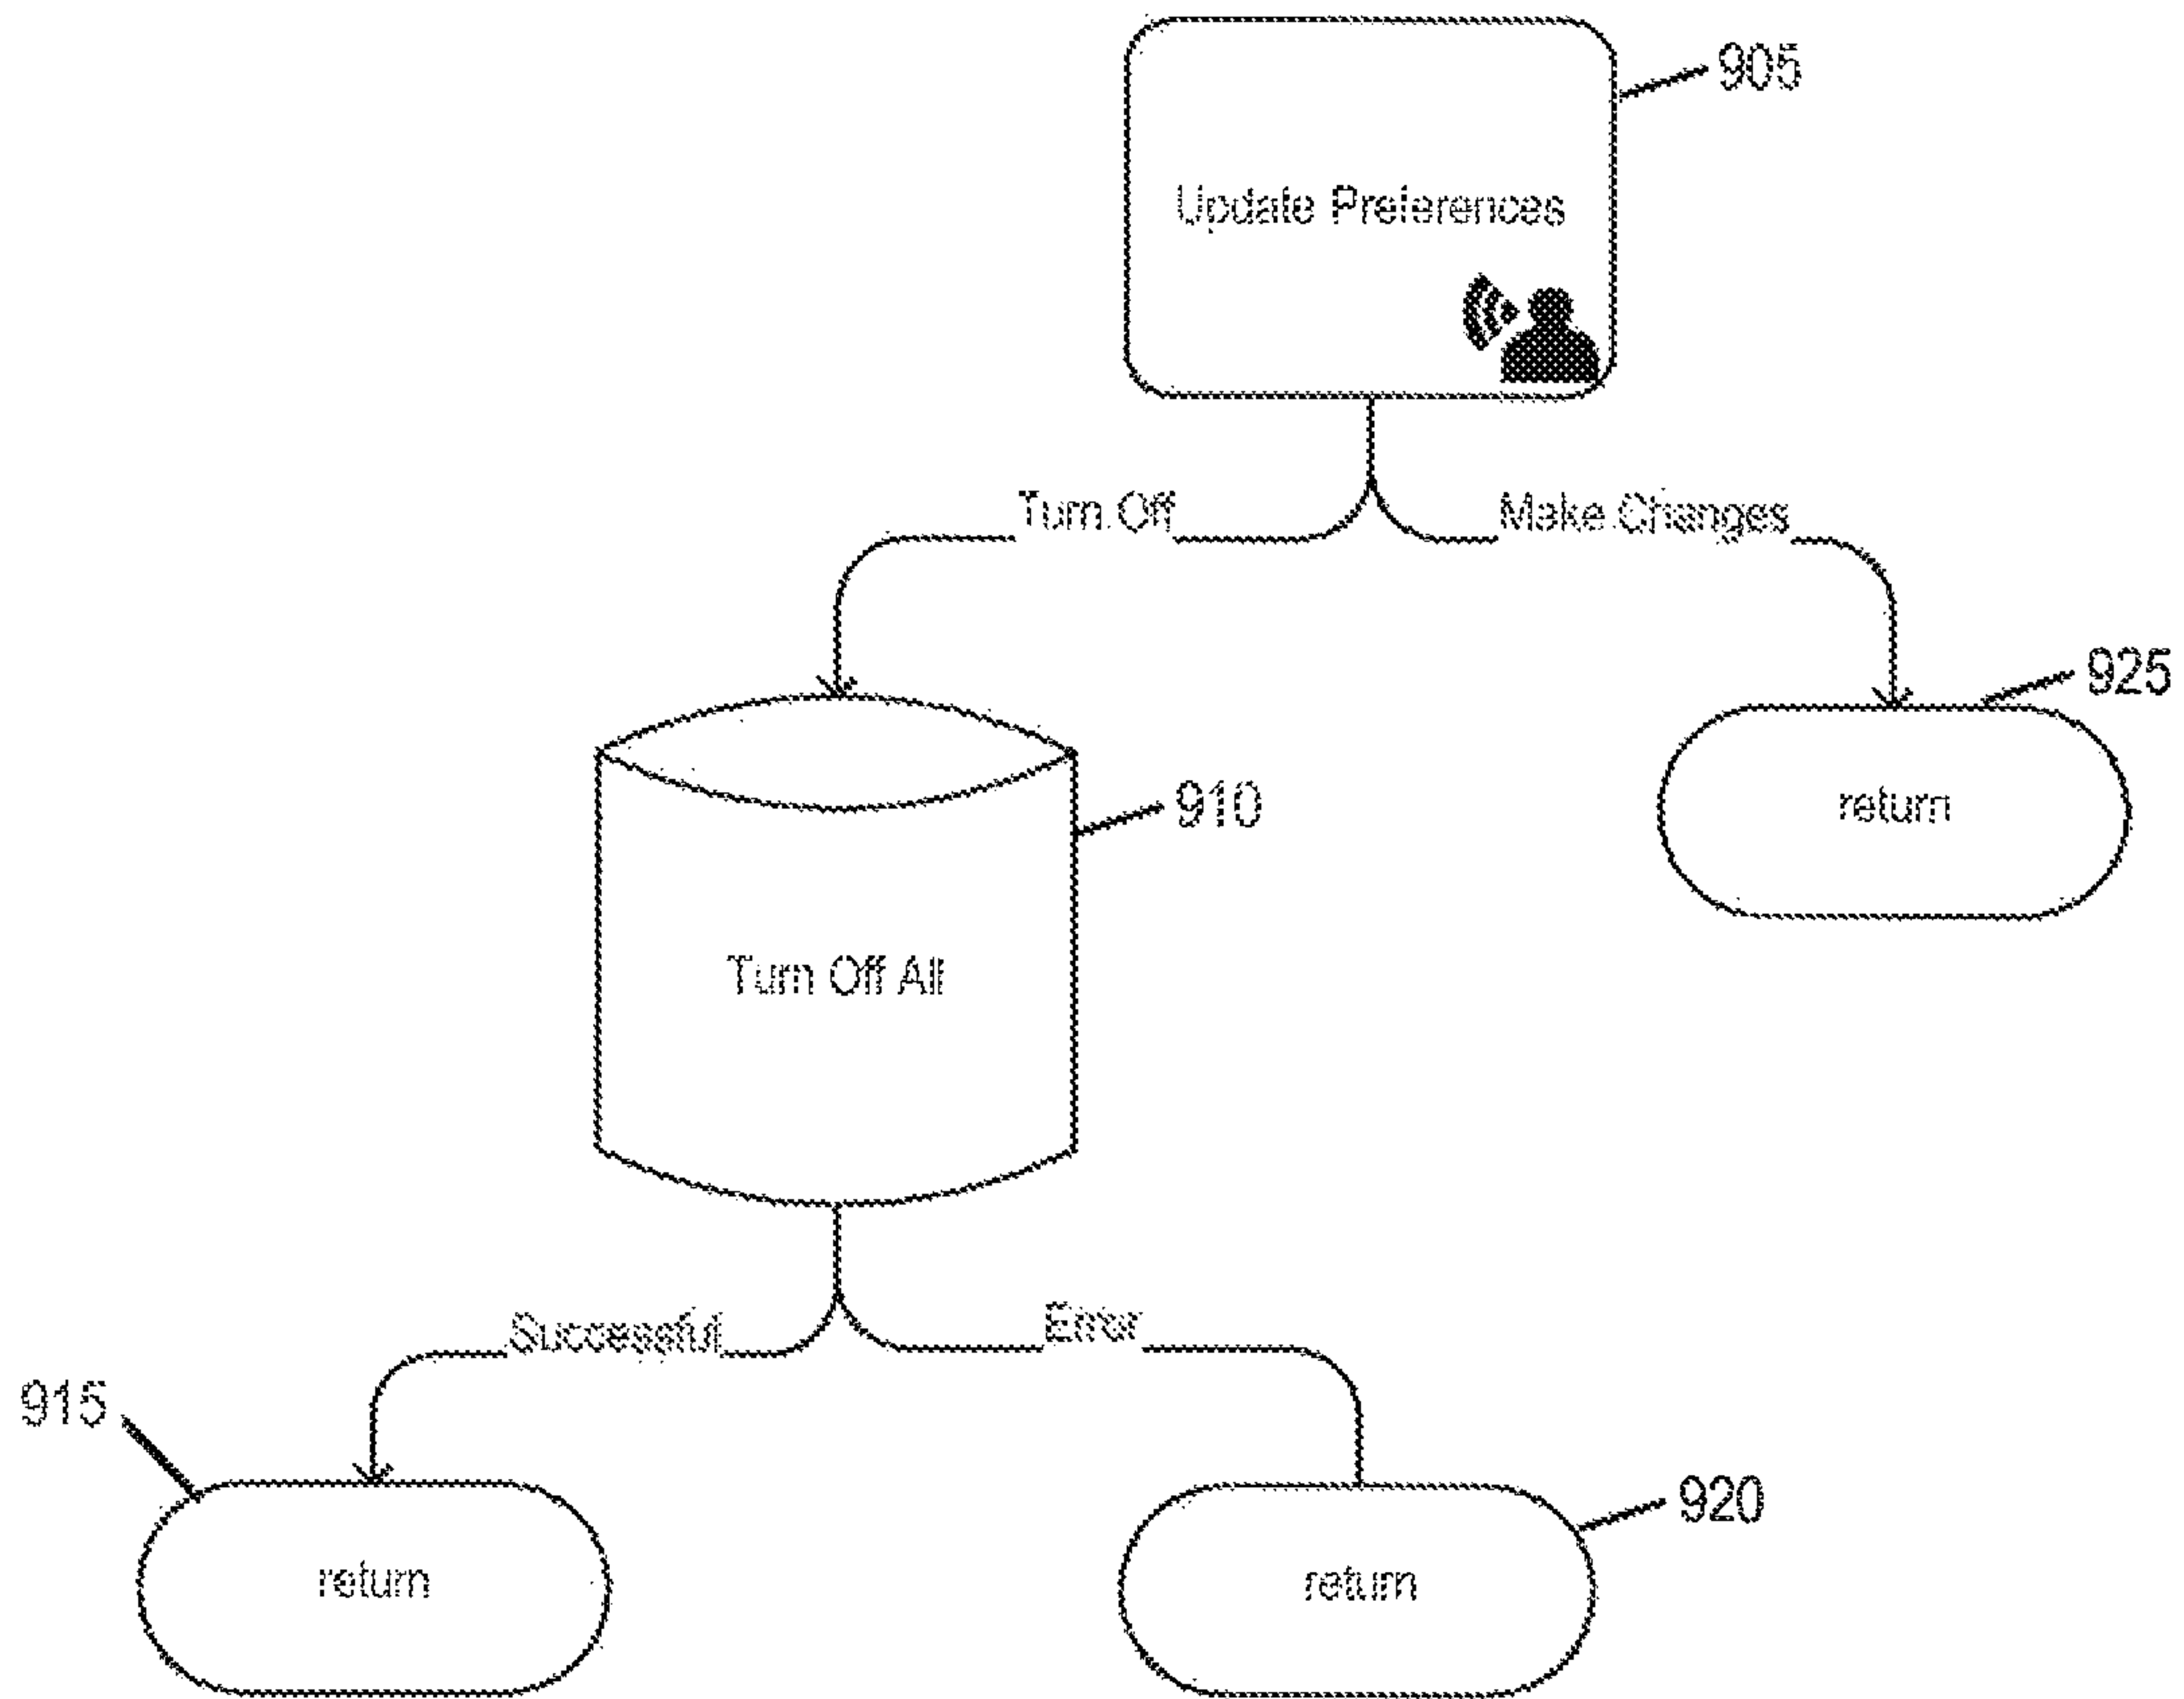 905
Update Preferences
Turn Off
Make Changes
925
return
910
Turn Off All
Successful
Error
915
920
return
return